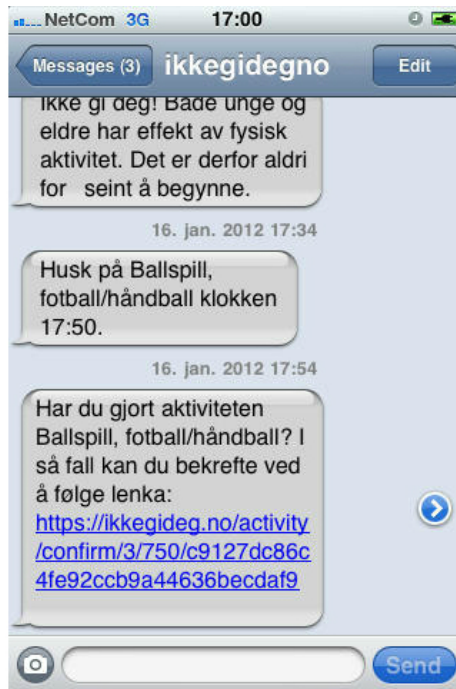 NetCom 3G 17:00
Messages (3) ikkegidegno Edit
Ikke gi deg! Både unge og
eldre har effekt av fysisk
aktivitet. Det er derfor aldri
for seint å begynne.
16. jan. 2012 17:34
Husk på Ballspill,
fotball/håndball klokken
17:50.
16. jan. 2012 17:54
Har du gjort aktiviteten
Ballspill, fotball/håndball? I
så fall kan du bekrefte ved
å følge lenka:
https://ikkegideg.no/activity
/confirm/3/750/c9127dc86c
4fe92ccb9a44636becdaf9
Send